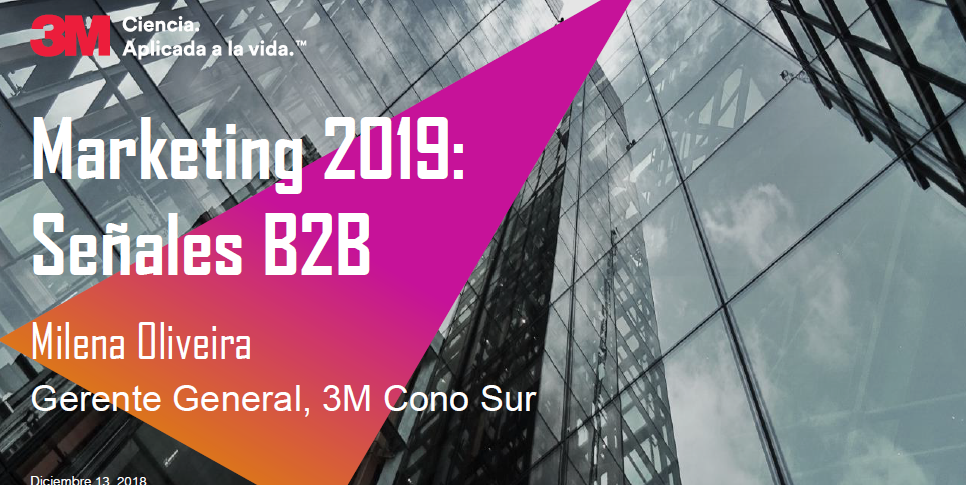 3M Ciencia.
Aplicada a la vida.™
Marketing 2019:
Señales B2B
Milena Oliveira
Gerente General, 3M Cono Sur
Diciembre 13, 2018